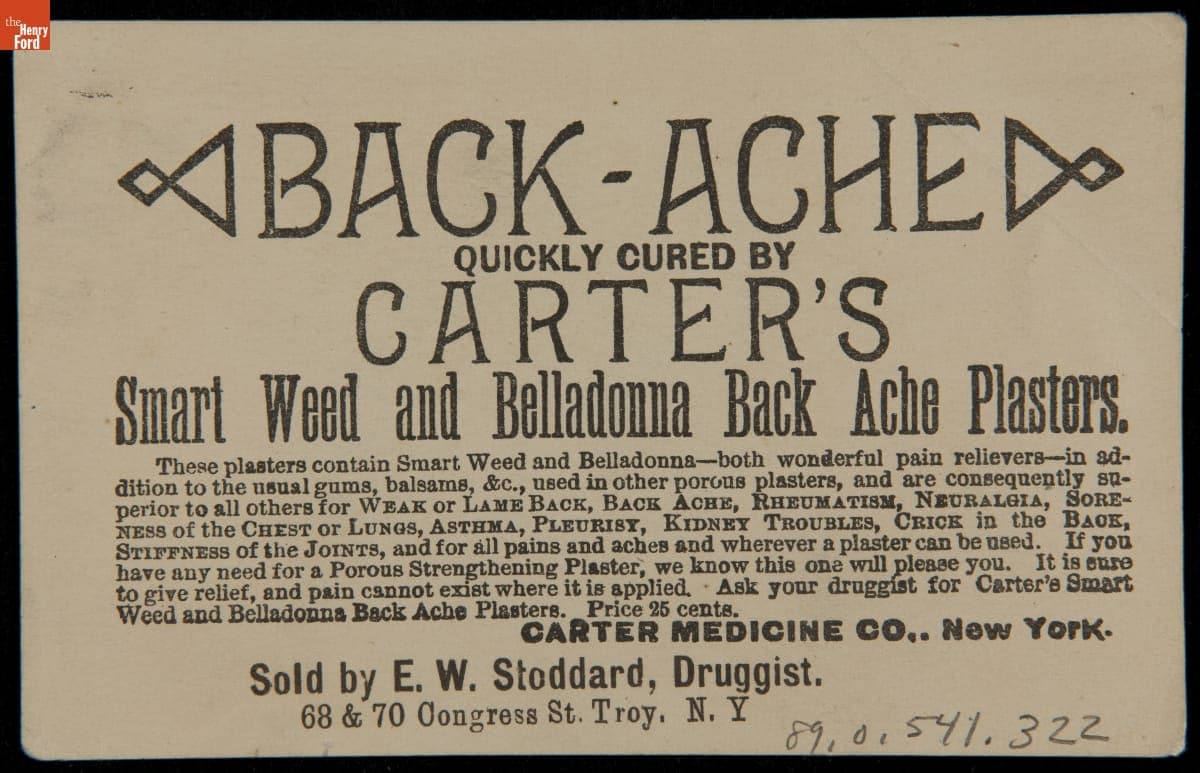 the
Henry
Ford
BACK-ACHE
QUICKLY CURED BY
CARTER'S
Smart Weed and Belladonna Back Ache Plasters.
These plasters contain Smart Weed and Belladonna—both wonderful pain relievers—in ad-
dition to the usual gums, balsams, &c., used in other porous plasters, and are consequently su-
perior to all others for WEAK or LAME BACK, BACK ACHE, RHEUMATISM, NEURALGIA, SORE-
NESS of the CHEST or LUNGS, ASTHMA, PLEURISY, KIDNEY TROUBLES, CRICK in the BACK,
STIFFNESS of the JOINTS, and for all pains and aches and wherever a plaster can be used. If you
have any need for a Porous Strengthening Plaster, we know this one will please you. It is sure
to give relief, and pain cannot exist where it is applied. Ask your druggist for Carter's Smart
Weed and Belladonna Back Ache Plasters. Price 25 cents.
CARTER MEDICINE CO,. New York.
Sold by E. W. Stoddard, Druggist.
68 & 70 Congress St. Troy. N. Y
89.0.541.322